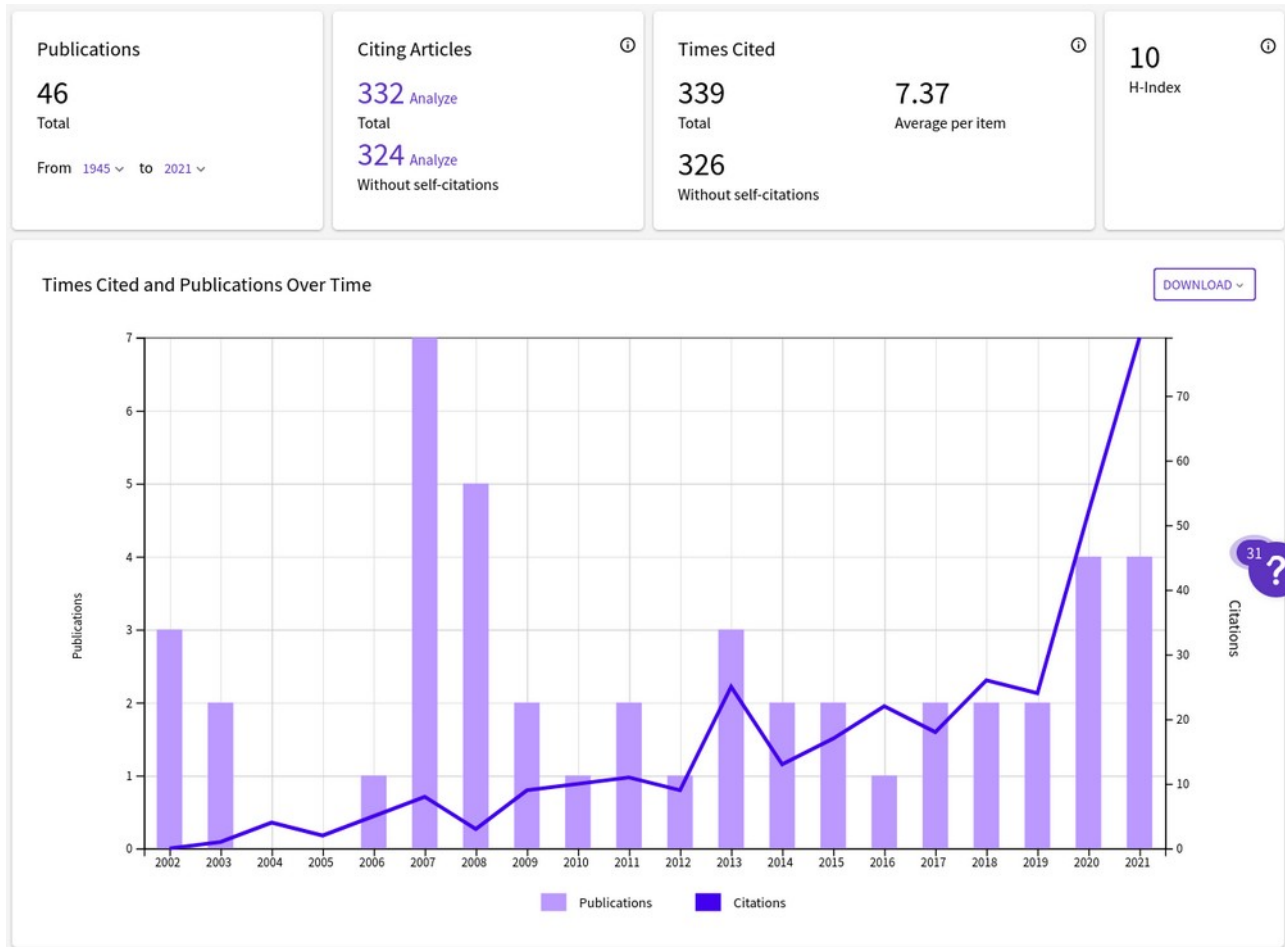 Publications
46
Total
From 1945 to 2021
Citing Articles
332 Analyze
Total
324 Analyze
Without self-citations
Times Cited
339
Total
7.37
Average per item
326
Without self-citations
10
H-Index
Times Cited and Publications Over Time
DOWNLOAD
7
6
5
4
3
2
1
0
Publications
70
60
50
40
30
20
10
0
Citations
31
?
2002 2003 2004 2005 2006 2007 2008 2009 2010 2011 2012 2013 2014 2015 2016 2017 2018 2019 2020 2021
Publications Citations